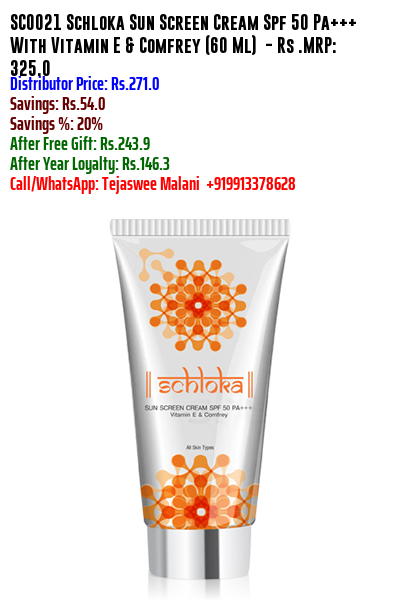 SC0021 Schloka Sun Screen Cream Spf 50 Pa+++
With Vitamin E & Comfrey (60 Ml) - Rs .MRP:
325.0
Distributor Price: Rs.271.0
Savings: Rs.54.0
Savings %: 20%
After Free Gift: Rs.243.9
After Year Loyalty: Rs.146.3
Call/WhatsApp: Tejaswee Malani +919913378628
|| schloka ||
SUN SCREEN CREAM SPF 50 PA+++
Vitamin E & Comfrey
All Skin Types